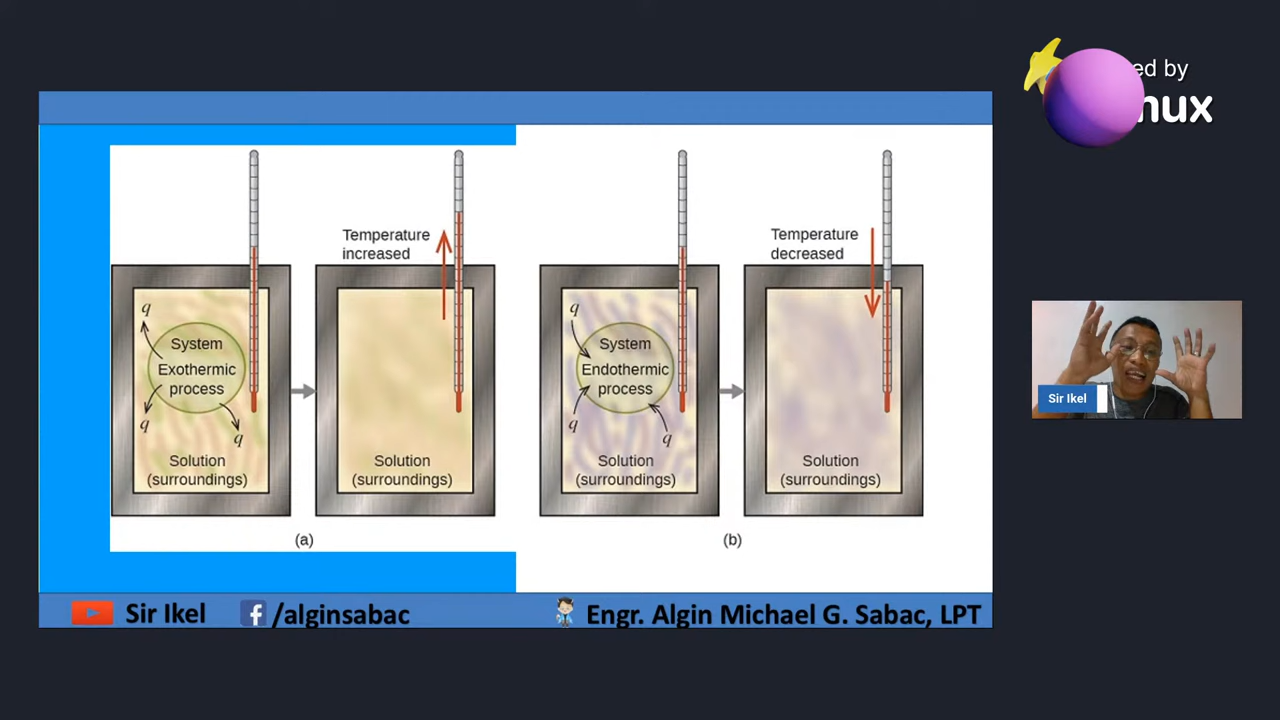 ed by
nux
Temperature
increased
q
System
Exothermic
process
q
q
Solution
(surroundings)
Solution
(surroundings)
(a)
Temperature
decreased
q
System
Endothermic
process
q
q
Solution
(surroundings)
Solution
(surroundings)
(b)
Sir Ikel
Sir Ikel
/alginsabac
Engr. Algin Michael G. Sabac, LPT